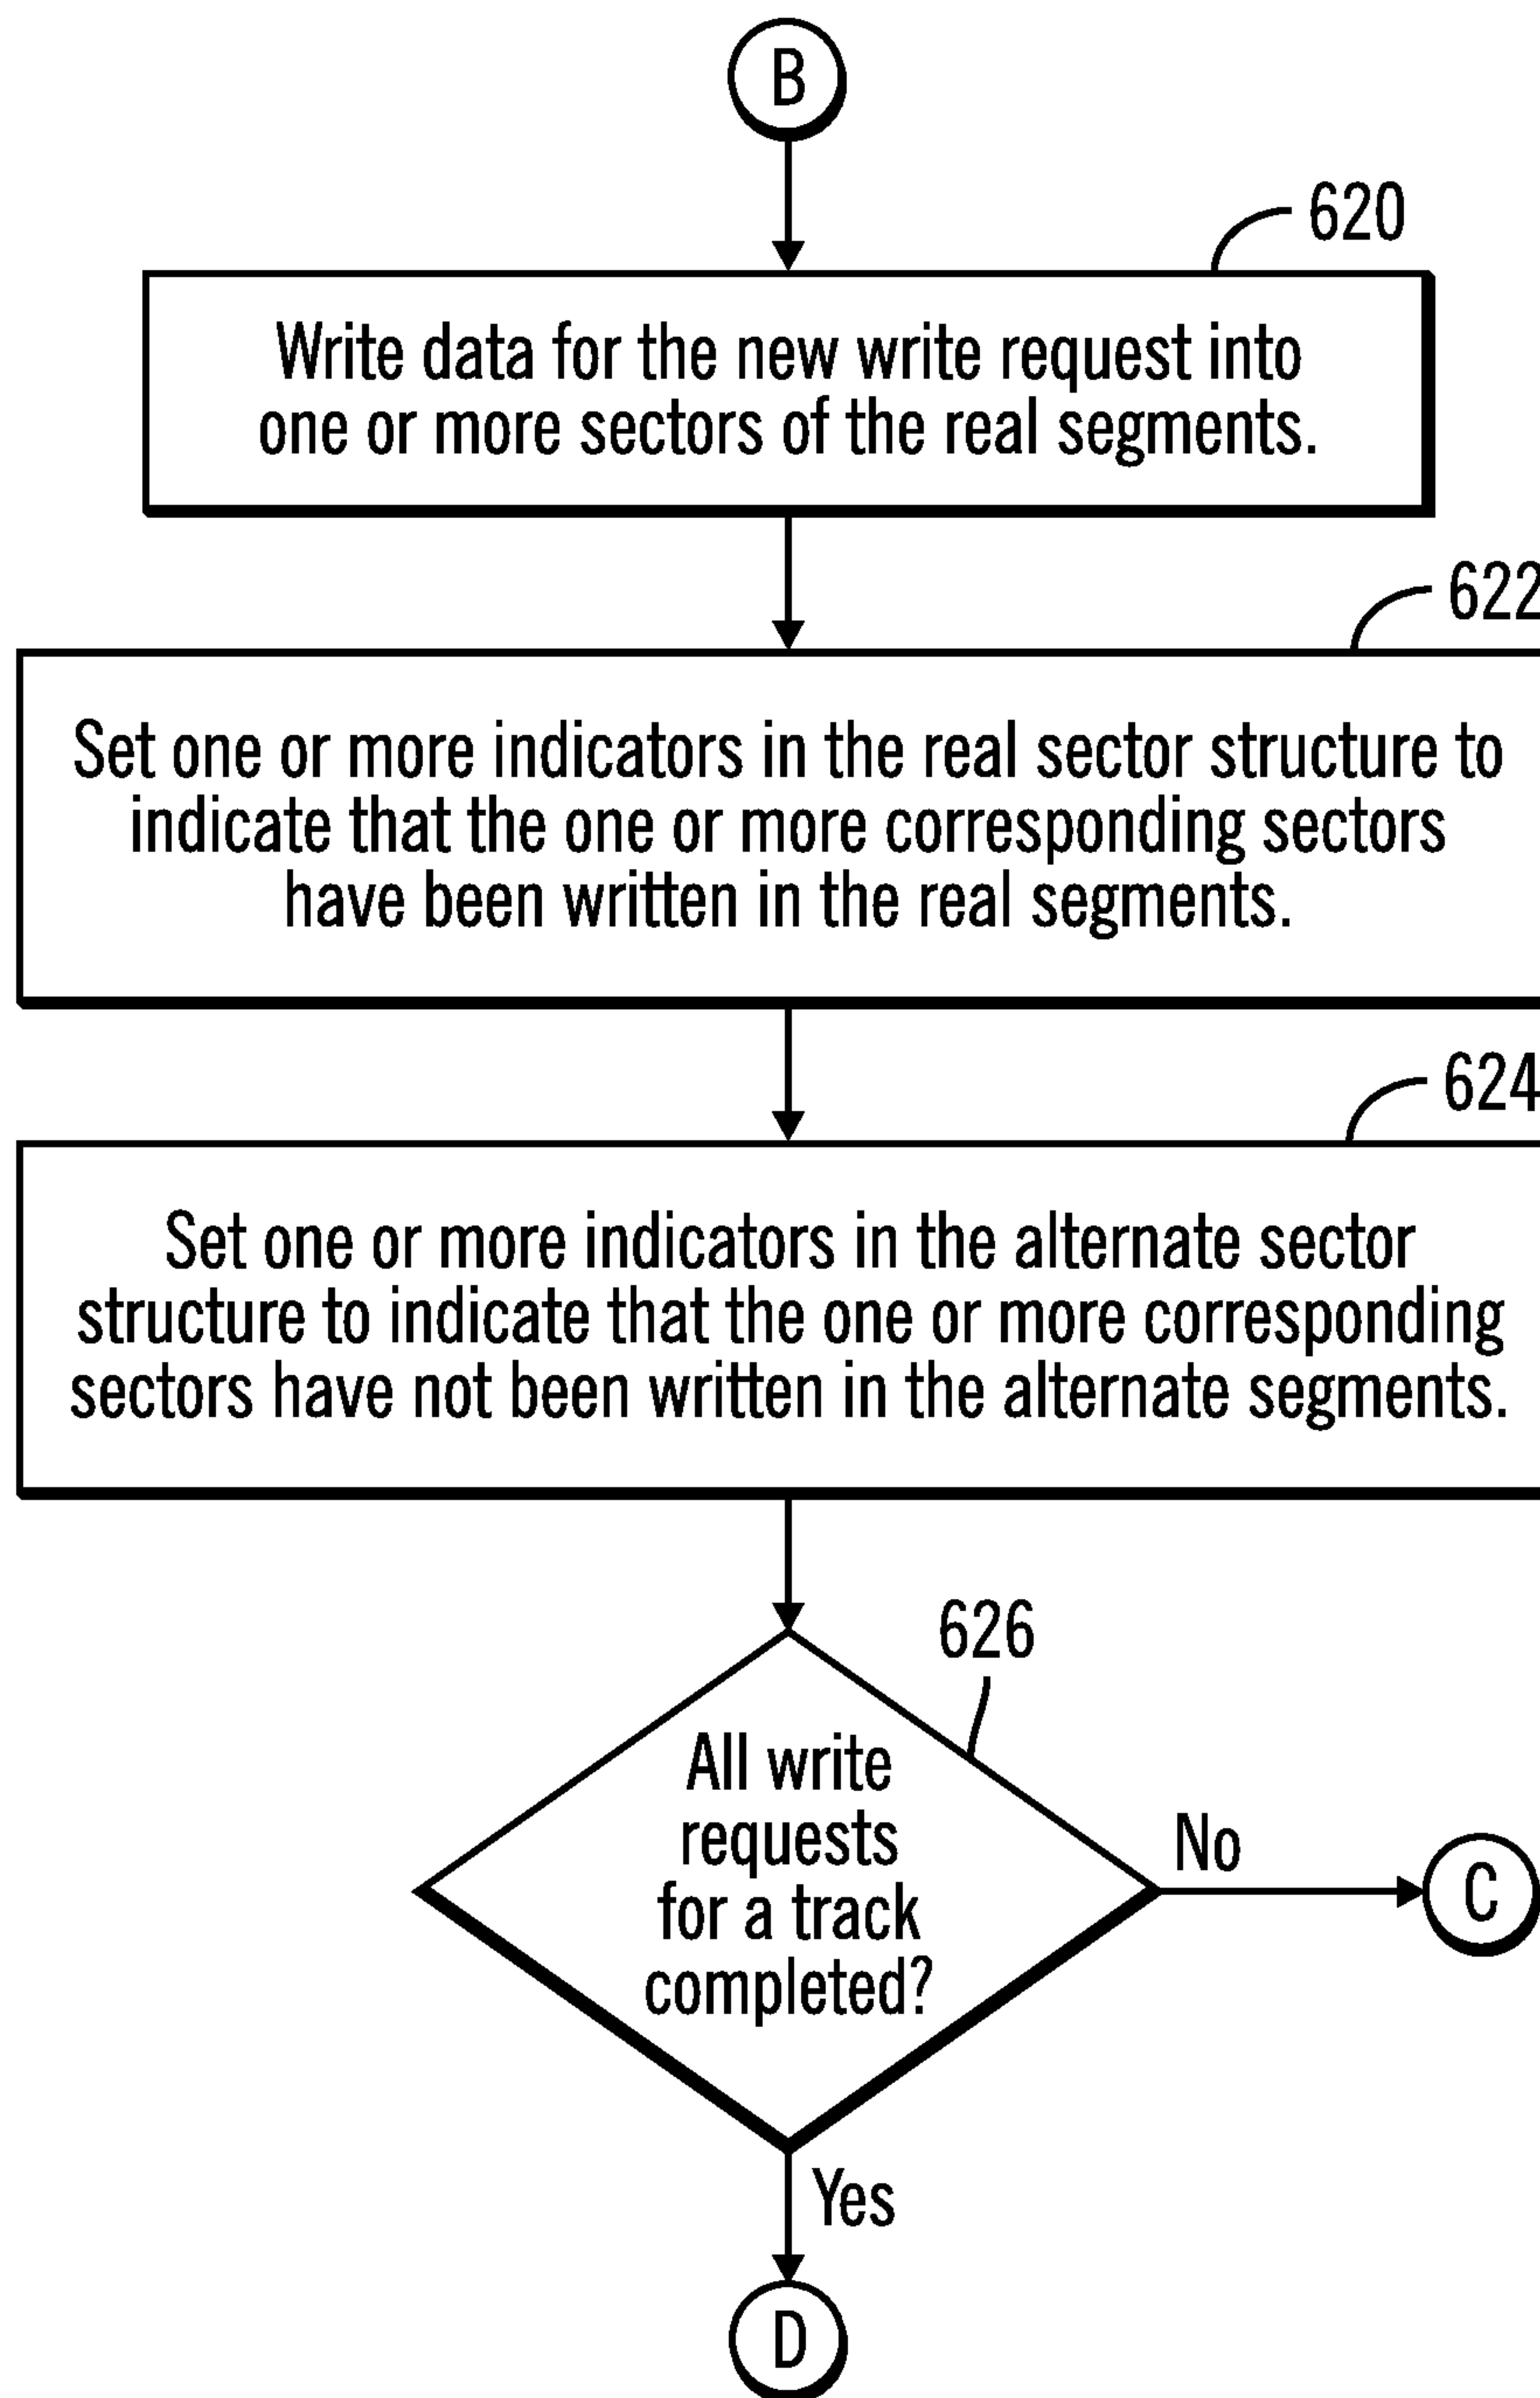 B
620
Write data for the new write request into
one or more sectors of the real segments.
622
Set one or more indicators in the real sector structure to
indicate that the one or more corresponding sectors
have been written in the real segments.
624
Set one or more indicators in the alternate sector
structure to indicate that the one or more corresponding
sectors have not been written in the alternate segments.
626
All write
requests
for a track
completed?
No
C
Yes
D